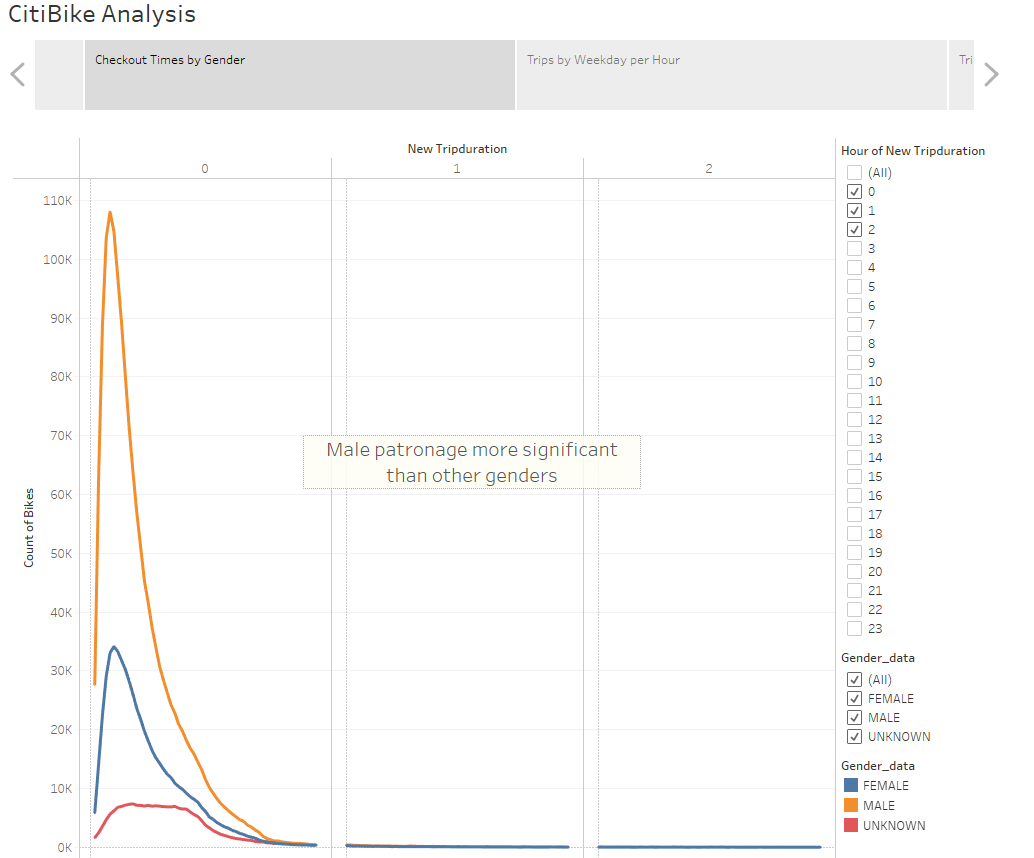 CitiBike Analysis
Checkout Times by Gender
Trips by Weekday per Hour
Tri
New Tripduration
0 1 2
110K
100K
90K
80K
70K
60K
50K
40K
30K
20K
10K
0K
Count of Bikes
Male patronage more significant
than other genders
Hour of New Tripduration
(All)
0
1
2
3
4
5
6
7
8
9
10
11
12
13
14
15
16
17
18
19
20
21
22
23
Gender_data
(All)
FEMALE
MALE
UNKNOWN
Gender_data
FEMALE
MALE
UNKNOWN